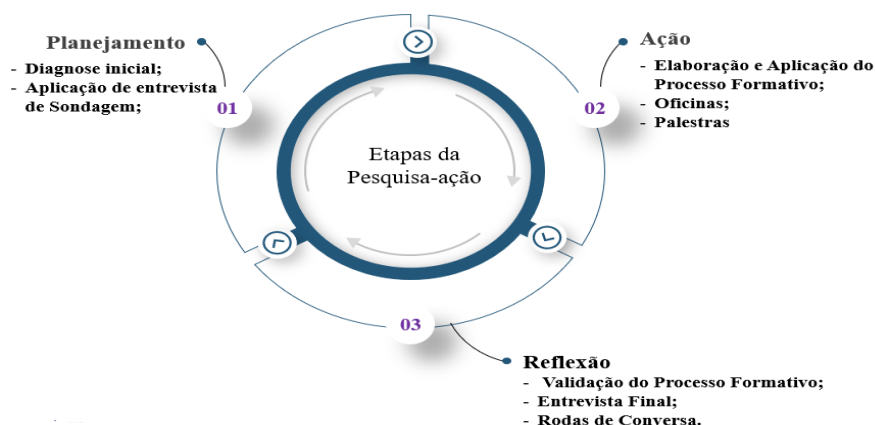 Planejamento
- Diagnose inicial;
- Aplicação de entrevista
de Sondagem;
01
Ação
- Elaboração e Aplicação do
Processo Formativo;
- Oficinas;
- Palestras
02
Etapas da
Pesquisa-ação
03
Reflexão
- Validação do Processo Formativo;
- Entrevista Final;
- Rodas de Conversa.